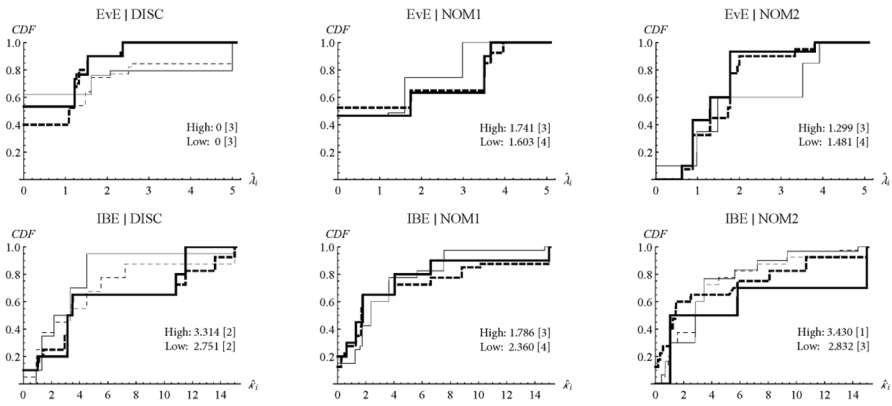 EvE | DISC
CDF
1.0
0.8
0.6
0.4
0.2
High: 0 [3]
Low: 0 [3]
0 1 2 3 4 5 λ̂i
EvE | NOM1
CDF
1.0
0.8
0.6
0.4
0.2
High: 1.741 [3]
Low: 1.603 [4]
0 1 2 3 4 5 λ̂i
EvE | NOM2
CDF
1.0
0.8
0.6
0.4
0.2
High: 1.299 [3]
Low: 1.481 [4]
0 1 2 3 4 5 λ̂i
IBE | DISC
CDF
1.0
0.8
0.6
0.4
0.2
High: 3.314 [2]
Low: 2.751 [2]
0 2 4 6 8 10 12 14 κ̂i
IBE | NOM1
CDF
1.0
0.8
0.6
0.4
0.2
High: 1.786 [3]
Low: 2.360 [4]
0 2 4 6 8 10 12 14 κ̂i
IBE | NOM2
CDF
1.0
0.8
0.6
0.4
0.2
High: 3.430 [1]
Low: 2.832 [3]
0 2 4 6 8 10 12 14 κ̂i